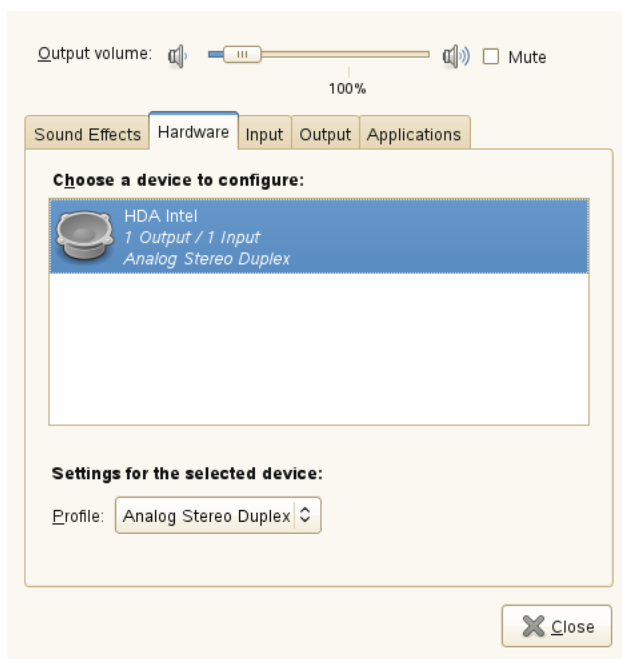 Output volume:
Mute
100%
Sound Effects Hardware Input Output Applications
Choose a device to configure:
HDA Intel
1 Output / 1 Input
Analog Stereo Duplex
Settings for the selected device:
Profile: Analog Stereo Duplex
Close